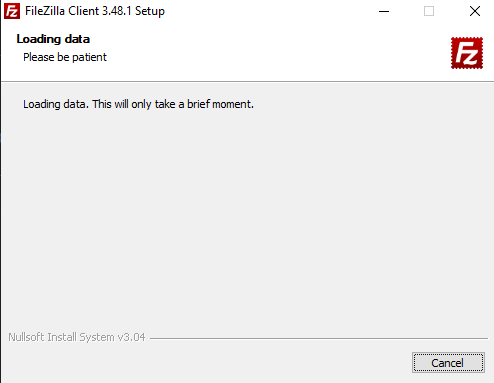 FileZilla Client 3.48.1 Setup
Loading data
Please be patient
Fz
Loading data. This will only take a brief moment.
Nullsoft Install System v3.04
Cancel